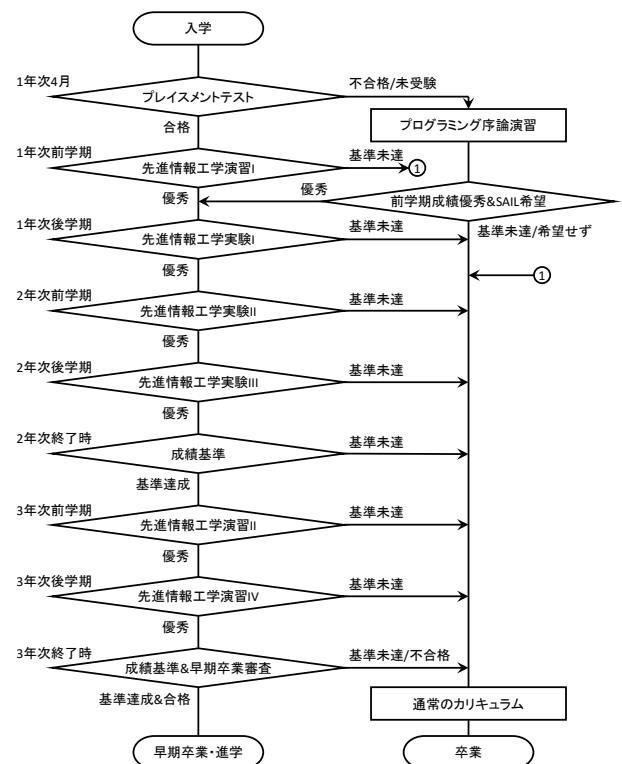 入学
1年次4月
プレイスメントテスト
不合格/未受験
合格
プログラミング序論演習
1年次前学期
先進情報工学演習I
基準未達
①
優秀
優秀
前学期成績優秀&SAIL希望
1年次後学期
先進情報工学実験I
基準未達
基準未達/希望せず
優秀
①
2年次前学期
先進情報工学実験II
基準未達
優秀
2年次後学期
先進情報工学実験III
基準未達
優秀
2年次終了時
成績基準
基準未達
基準達成
3年次前学期
先進情報工学演習II
基準未達
優秀
3年次後学期
先進情報工学演習IV
基準未達
優秀
3年次終了時
成績基準&早期卒業審査
基準未達/不合格
基準達成&合格
通常のカリキュラム
早期卒業・進学
卒業